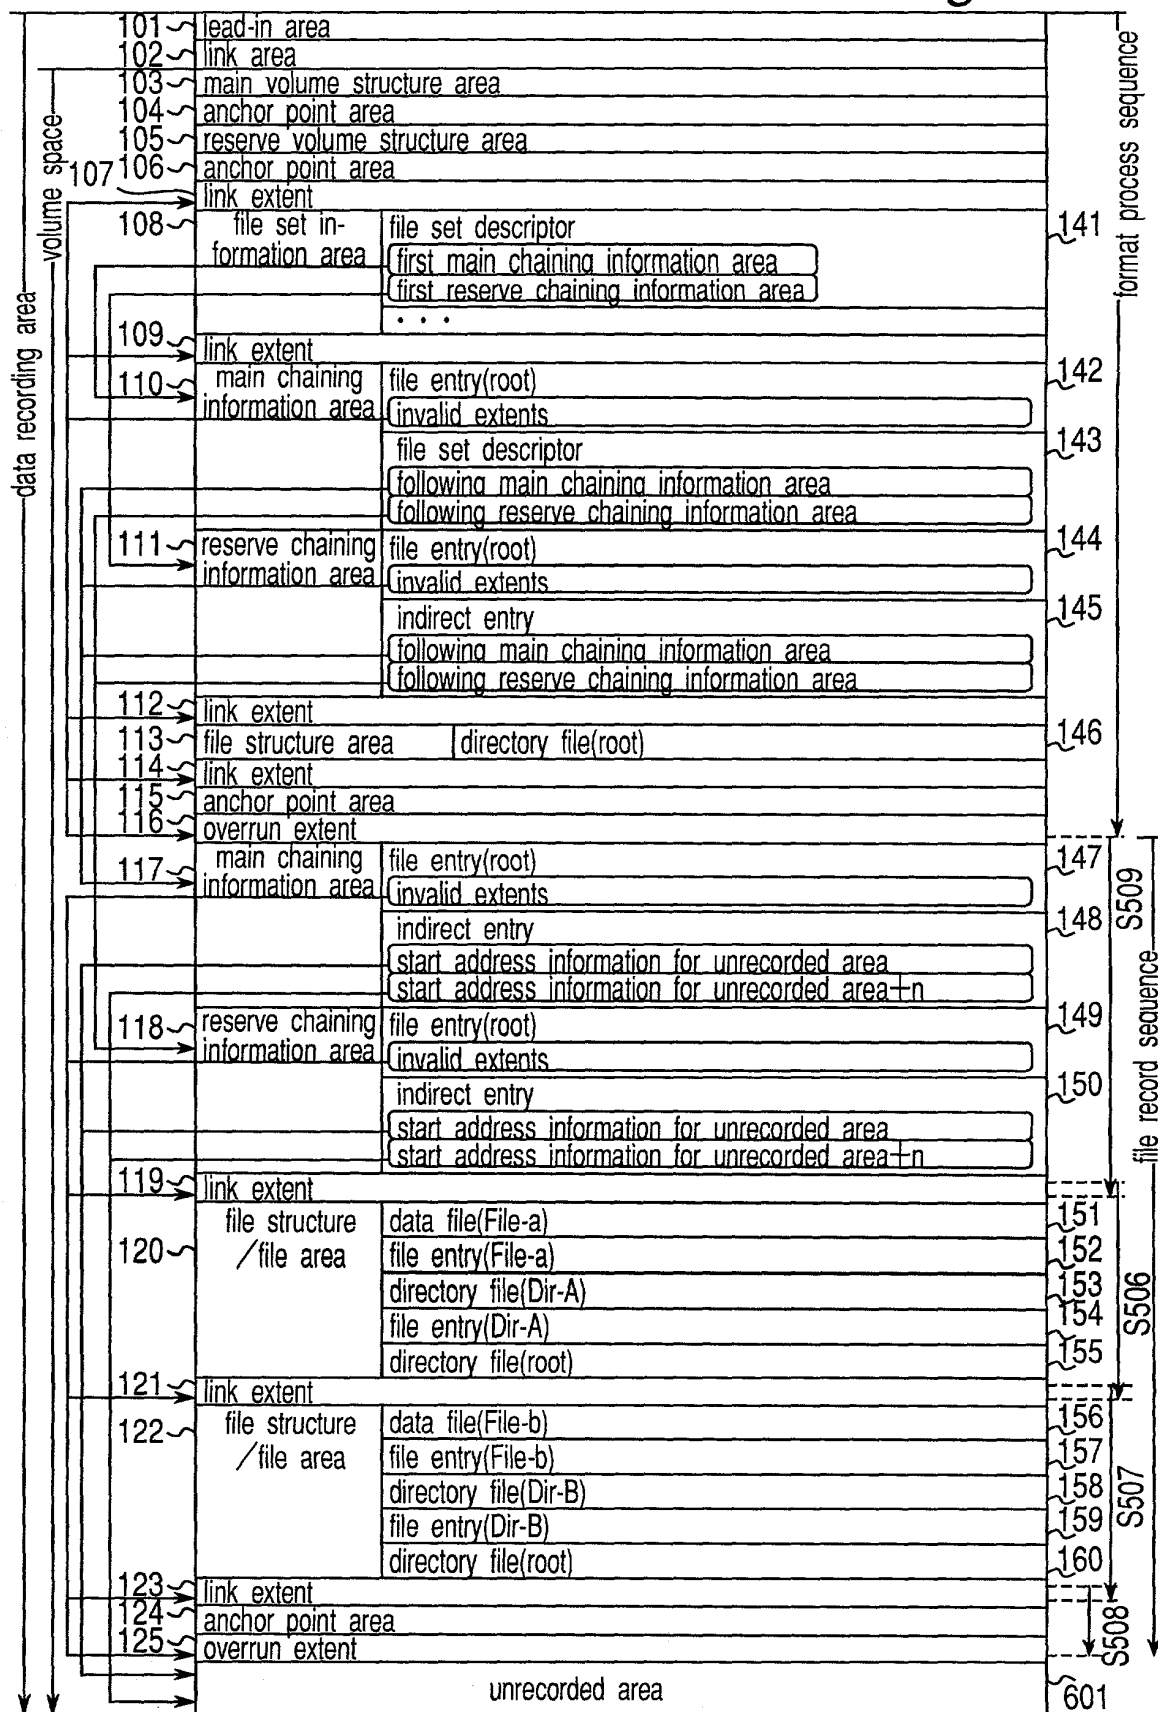 101 lead-in area
102 link area
103 main volume structure area
104 anchor point area
105 reserve volume structure area
106 anchor point area
107 link extent
108 file set in-
formation area
file set descriptor 141
first main chaining information area
first reserve chaining information area
. . .
109 link extent
110 main chaining
information area
file entry(root) 142
invalid extents
file set descriptor 143
following main chaining information area
following reserve chaining information area
111 reserve chaining
information area
file entry(root) 144
invalid extents
indirect entry 145
following main chaining information area
following reserve chaining information area
112 link extent
113 file structure area directory file(root) 146
114 link extent
115 anchor point area
116 overrun extent
117 main chaining
information area
file entry(root) 147
invalid extents
indirect entry 148
start address information for unrecorded area
start address information for unrecorded area+n
118 reserve chaining
information area
file entry(root) 149
invalid extents
indirect entry 150
start address information for unrecorded area
start address information for unrecorded area+n
119 link extent
120 file structure
/file area
data file(File-a) 151
file entry(File-a) 152
directory file(Dir-A) 153
file entry(Dir-A) 154
directory file(root) 155
121 link extent
122 file structure
/file area
data file(File-b) 156
file entry(File-b) 157
directory file(Dir-B) 158
file entry(Dir-B) 159
directory file(root) 160
123 link extent
124 anchor point area
125 overrun extent
unrecorded area 601
data recording area
volume space
format process sequence
file record sequence
S509
S506
S507
S508